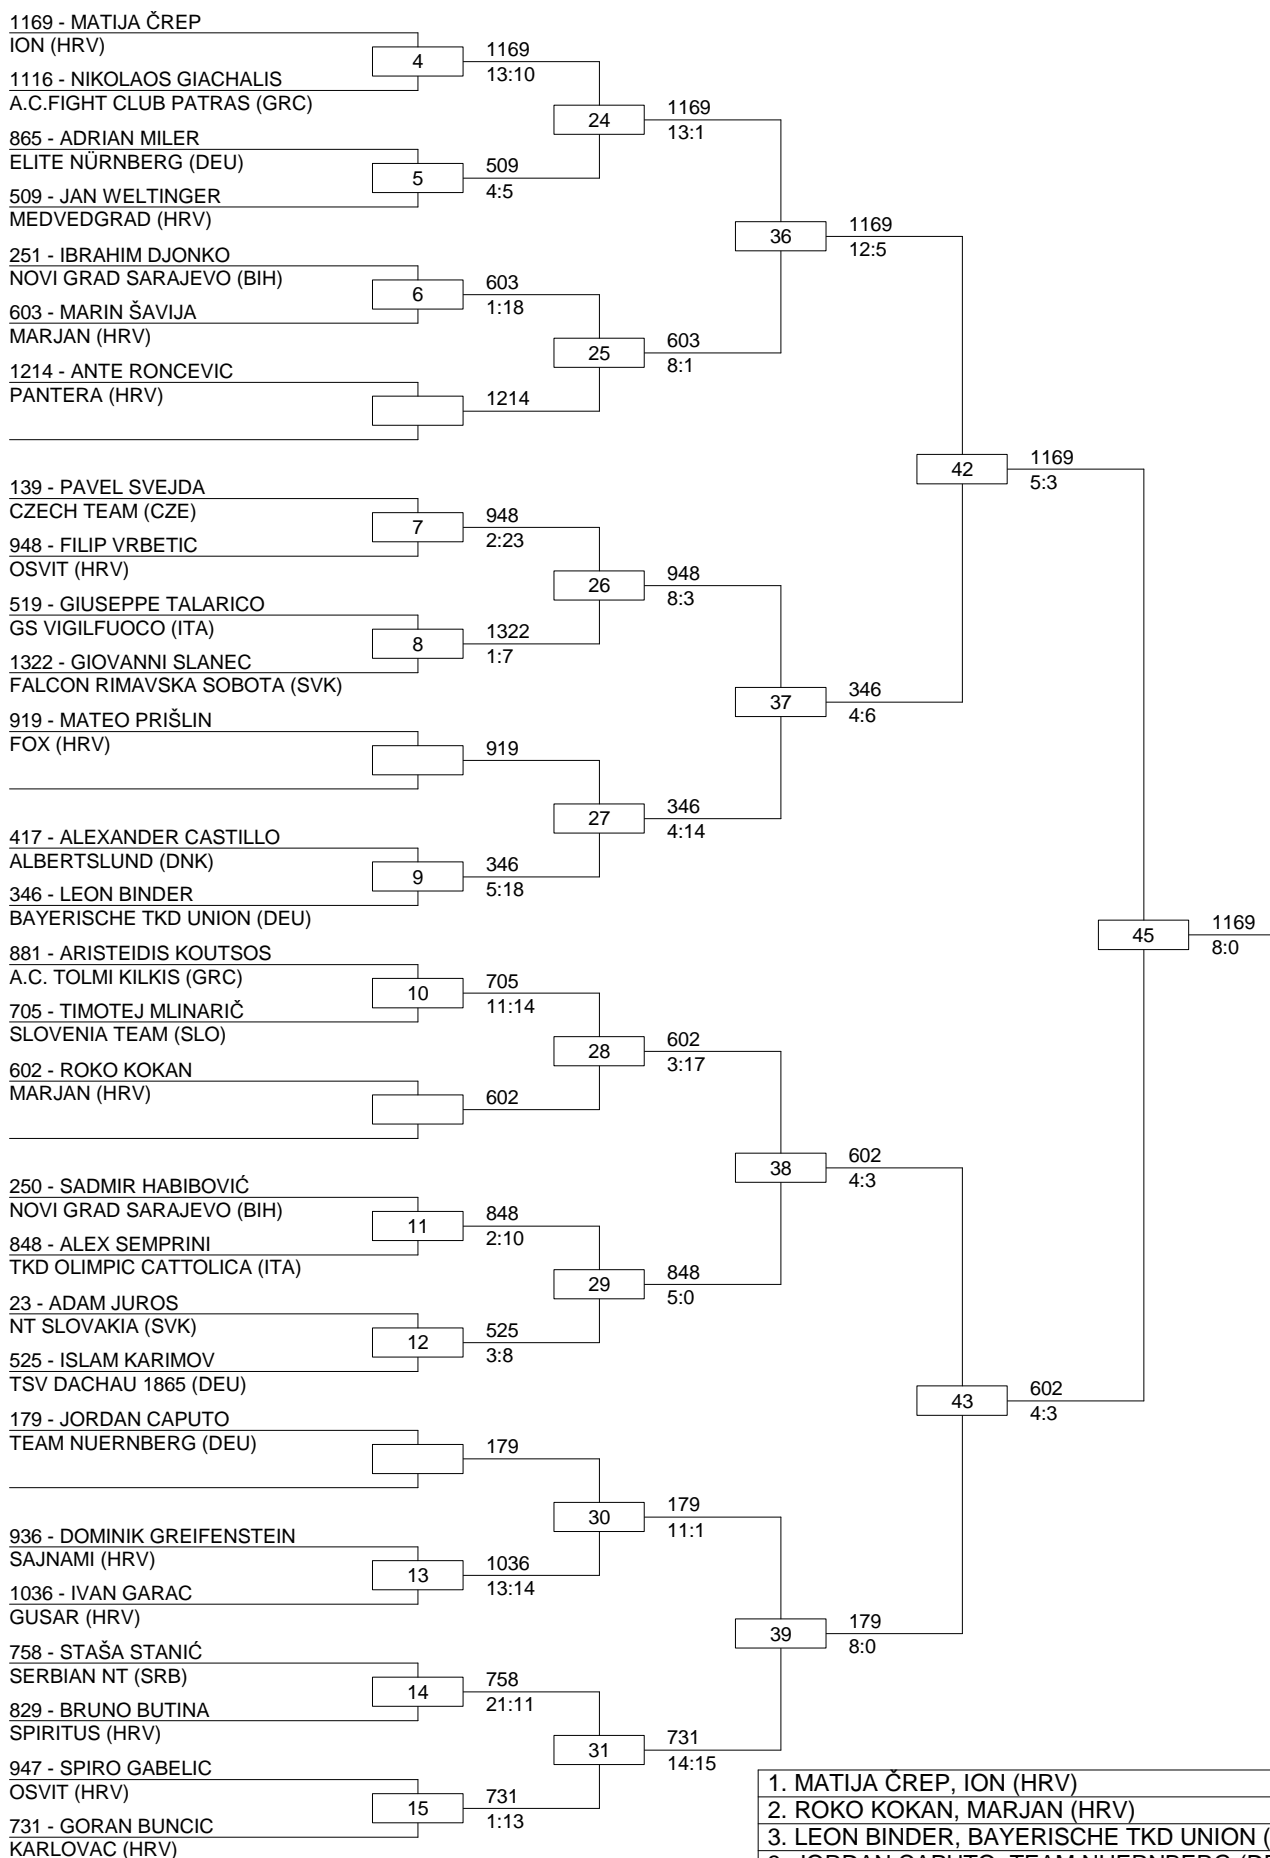 1169 - MATIJA ČREP
ION (HRV)
4
1169
13:10
1116 - NIKOLAOS GIACHALIS
A.C.FIGHT CLUB PATRAS (GRC)
24
1169
13:1
865 - ADRIAN MILER
ELITE NÜRNBERG (DEU)
5
509
4:5
509 - JAN WELTINGER
MEDVEDGRAD (HRV)
36
1169
12:5
251 - IBRAHIM DJONKO
NOVI GRAD SARAJEVO (BIH)
6
603
1:18
603 - MARIN ŠAVIJA
MARJAN (HRV)
25
603
8:1
1214 - ANTE RONCEVIC
PANTERA (HRV)
1214
42
1169
5:3
139 - PAVEL SVEJDA
CZECH TEAM (CZE)
7
948
2:23
948 - FILIP VRBETIC
OSVIT (HRV)
26
948
8:3
519 - GIUSEPPE TALARICO
GS VIGILFUOCO (ITA)
8
1322
1:7
1322 - GIOVANNI SLANEC
FALCON RIMAVSKA SOBOTA (SVK)
37
346
4:6
919 - MATEO PRIŠLIN
FOX (HRV)
919
27
346
4:14
417 - ALEXANDER CASTILLO
ALBERTSLUND (DNK)
9
346
5:18
346 - LEON BINDER
BAYERISCHE TKD UNION (DEU)
45
1169
8:0
881 - ARISTEIDIS KOUTSOS
A.C. TOLMI KILKIS (GRC)
10
705
11:14
705 - TIMOTEJ MLINARIČ
SLOVENIA TEAM (SLO)
28
602
3:17
602 - ROKO KOKAN
MARJAN (HRV)
602
38
602
4:3
250 - SADMIR HABIBOVIĆ
NOVI GRAD SARAJEVO (BIH)
11
848
2:10
848 - ALEX SEMPRINI
TKD OLIMPIC CATTOLICA (ITA)
29
848
5:0
23 - ADAM JUROS
NT SLOVAKIA (SVK)
12
525
3:8
525 - ISLAM KARIMOV
TSV DACHAU 1865 (DEU)
43
602
4:3
179 - JORDAN CAPUTO
TEAM NUERNBERG (DEU)
179
30
179
11:1
936 - DOMINIK GREIFENSTEIN
SAJNAMI (HRV)
13
1036
13:14
1036 - IVAN GARAC
GUSAR (HRV)
39
179
8:0
758 - STAŠA STANIĆ
SERBIAN NT (SRB)
14
758
21:11
829 - BRUNO BUTINA
SPIRITUS (HRV)
31
731
14:15
947 - SPIRO GABELIC
OSVIT (HRV)
15
731
1:13
731 - GORAN BUNCIC
KARLOVAC (HRV)
1. MATIJA ČREP, ION (HRV)
2. ROKO KOKAN, MARJAN (HRV)
3. LEON BINDER, BAYERISCHE TKD UNION (